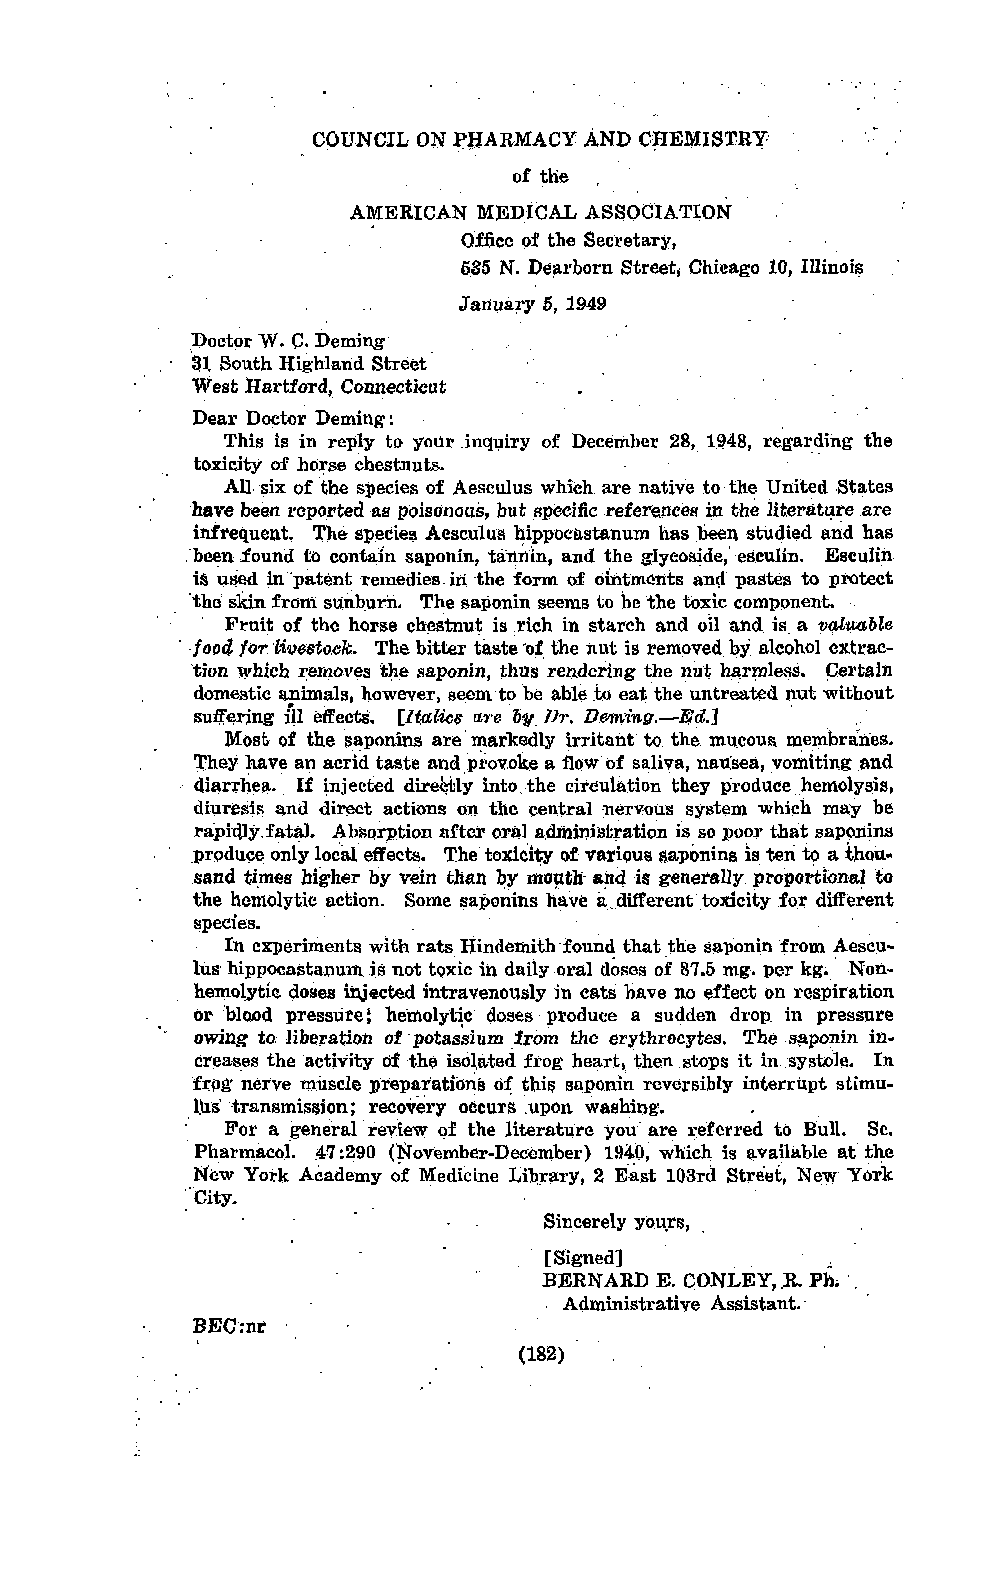 COUNCIL ON PHARMACY AND CHEMISTRY
of the
AMERICAN MEDICAL ASSOCIATION
Office of the Secretary,
535 N. Dearborn Street, Chicago 10, Illinois
January 5, 1949
Doctor W. C. Deming
31 South Highland Street
West Hartford, Connecticut
Dear Doctor Deming:
This is in reply to your inquiry of December 28, 1948, regarding the
toxicity of horse chestnuts.
All six of the species of Aesculus which are native to the United States
have been reported as poisonous, but specific references in the literature are
infrequent. The species Aesculus hippocastanum has been studied and has
been found to contain saponin, tannin, and the glycoside, esculin. Esculin
is used in patent remedies in the form of ointments and pastes to protect
the skin from sunburn. The saponin seems to be the toxic component.
Fruit of the horse chestnut is rich in starch and oil and is a valuable
food for livestock. The bitter taste of the nut is removed by alcohol extrac-
tion which removes the saponin, thus rendering the nut harmless. Certain
domestic animals, however, seem to be able to eat the untreated nut without
suffering ill effects. [Italics are by Dr. Deming.—Ed.]
Most of the saponins are markedly irritant to the mucous membranes.
They have an acrid taste and provoke a flow of saliva, nausea, vomiting and
diarrhea. If injected directly into the circulation they produce hemolysis,
diuresis and direct actions on the central nervous system which may be
rapidly fatal. Absorption after oral administration is so poor that saponins
produce only local effects. The toxicity of various saponins is ten to a thou-
sand times higher by vein than by mouth and is generally proportional to
the hemolytic action. Some saponins have a different toxicity for different
species.
In experiments with rats Hindemith found that the saponin from Aescu-
lus hippocastanum is not toxic in daily oral doses of 87.5 mg. per kg. Non-
hemolytic doses injected intravenously in cats have no effect on respiration
or blood pressure; hemolytic doses produce a sudden drop in pressure
owing to liberation of potassium from the erythrocytes. The saponin in-
creases the activity of the isolated frog heart, then stops it in systole. In
frog nerve muscle preparations of this saponin reversibly interrupt stimu-
lus transmission; recovery occurs upon washing.
For a general review of the literature you are referred to Bull. Sc.
Pharmacol. 47:290 (November-December) 1940, which is available at the
New York Academy of Medicine Library, 2 East 103rd Street, New York
City.
Sincerely yours,
[Signed]
BERNARD E. CONLEY, R. Ph.
Administrative Assistant.
BEC:nr
(182)